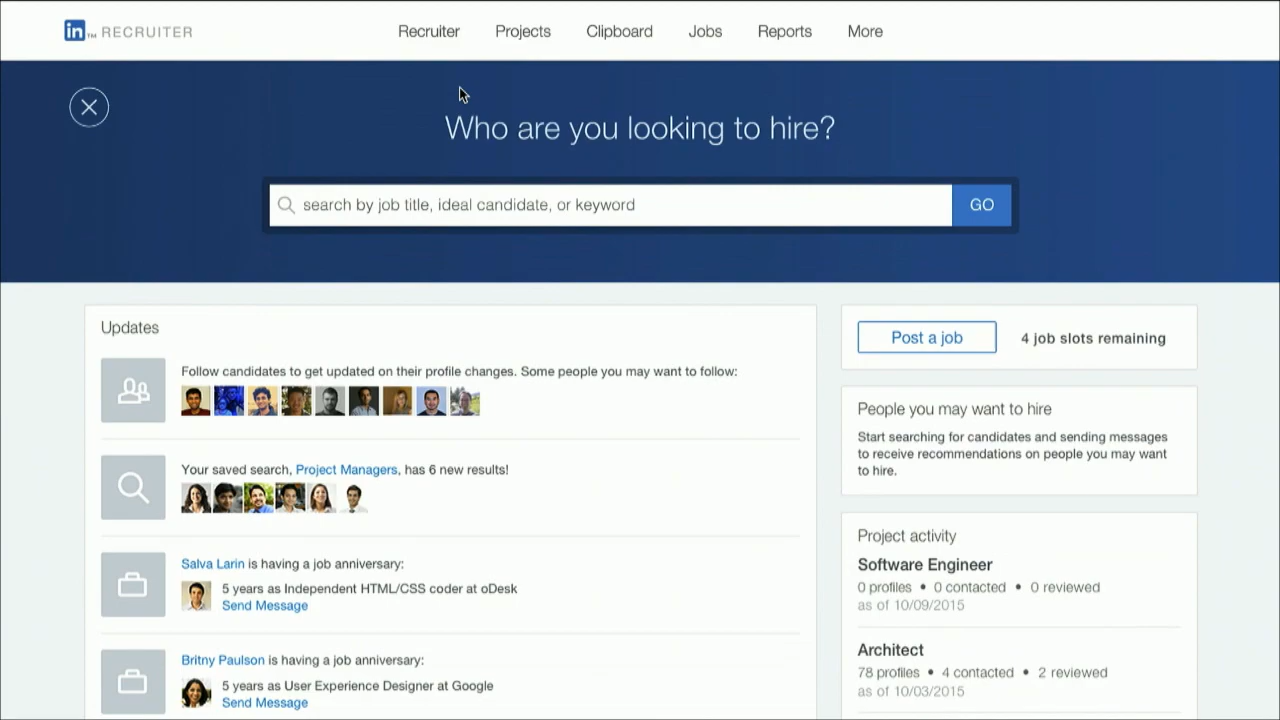 in™ RECRUITER
Recruiter Projects Clipboard Jobs Reports More
Who are you looking to hire?
search by job title, ideal candidate, or keyword GO
Updates
Follow candidates to get updated on their profile changes. Some people you may want to follow:
Your saved search, Project Managers, has 6 new results!
Salva Larin is having a job anniversary:
5 years as Independent HTML/CSS coder at oDesk
Send Message
Britny Paulson is having a job anniversary:
5 years as User Experience Designer at Google
Send Message
Post a job 4 job slots remaining
People you may want to hire
Start searching for candidates and sending messages
to receive recommendations on people you may want
to hire.
Project activity
Software Engineer
0 profiles • 0 contacted • 0 reviewed
as of 10/09/2015
Architect
78 profiles • 4 contacted • 2 reviewed
as of 10/03/2015